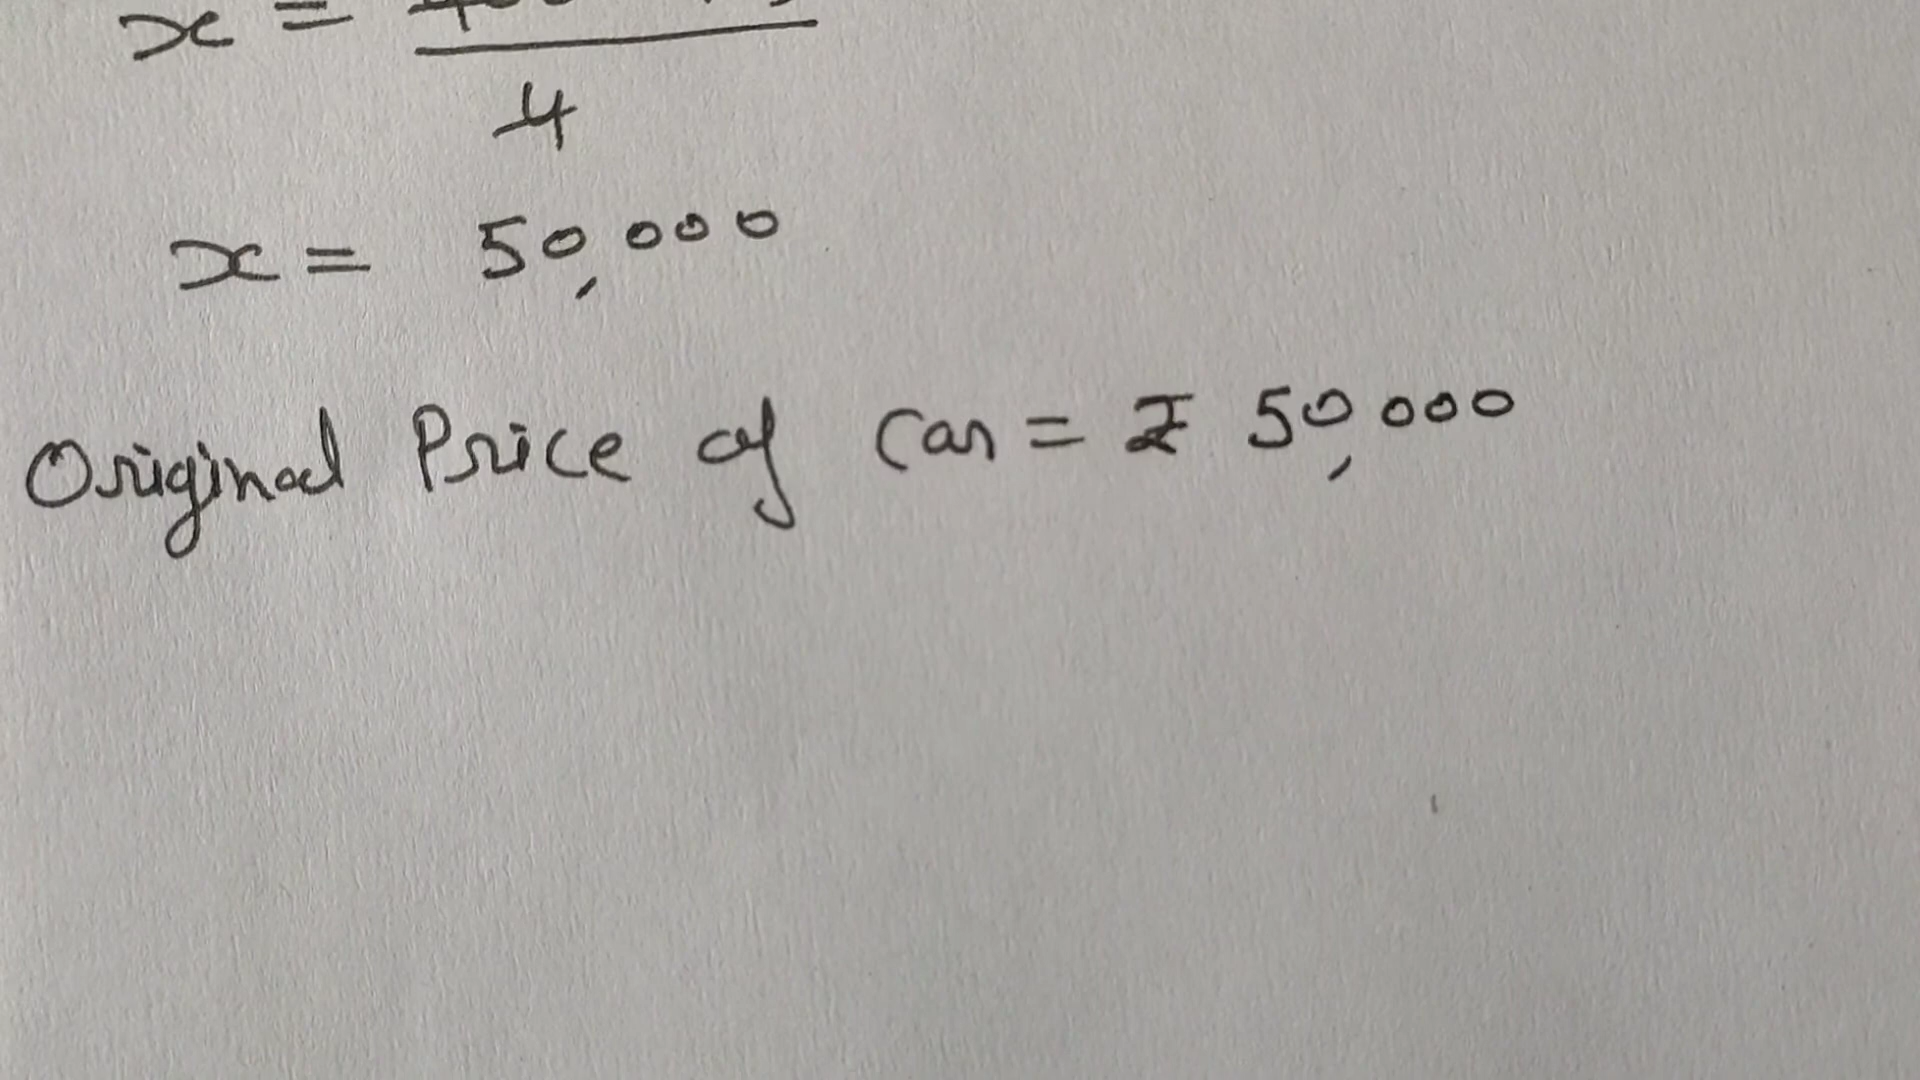 x =
4
x = 50,000
Original Price of Car = ₹ 50,000